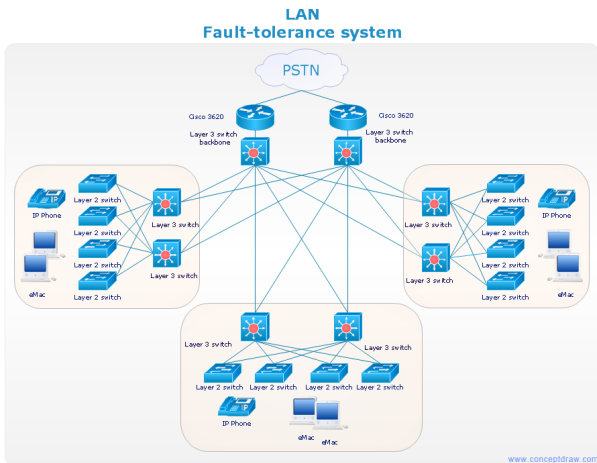 LAN
Fault-tolerance system
PSTN
Cisco 3620
Cisco 3620
Layer 3 switch
backbone
Layer 3 switch
backbone
IP Phone
Layer 2 switch
Layer 2 switch
Layer 2 switch
Layer 2 switch
Layer 3 switch
Layer 3 switch
eMac
Layer 3 switch
Layer 3 switch
Layer 2 switch
Layer 2 switch
Layer 2 switch
Layer 2 switch
IP Phone
eMac
Layer 3 switch
Layer 3 switch
Layer 2 switch
Layer 2 switch
Layer 2 switch
Layer 2 switch
IP Phone
eMac
eMac
www.conceptdraw.com